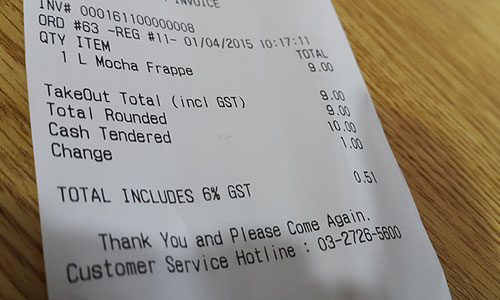 INVOICE
INV# 000161100000008
ORD #63 -REG #11- 01/04/2015 10:17:11
QTY ITEM TOTAL
1 L Mocha Frappe 9.00
TakeOut Total (incl GST) 9.00
Total Rounded 9.00
Cash Tendered 10.00
Change 1.00
TOTAL INCLUDES 6% GST 0.51
Thank You and Please Come Again.
Customer Service Hotline : 03-2726-5600